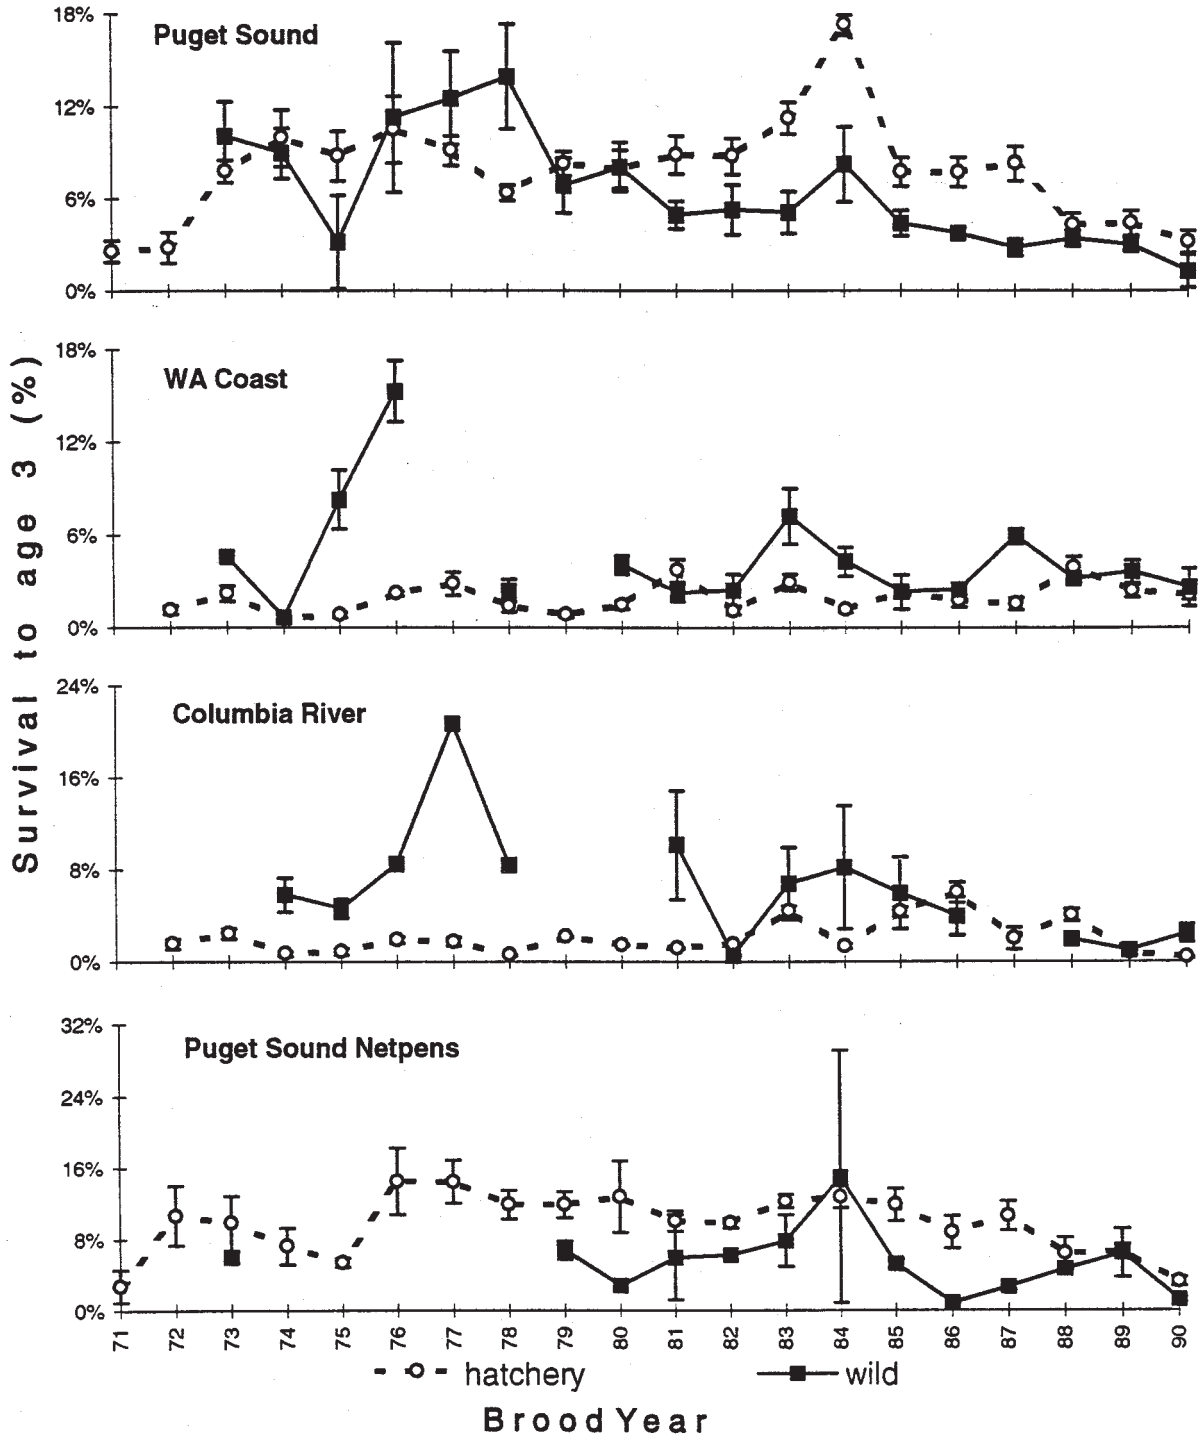 Survival to age 3 (%)
18%
Puget Sound
12%
6%
0%
18%
WA Coast
12%
6%
0%
24%
Columbia River
16%
8%
0%
32%
Puget Sound Netpens
24%
16%
8%
0%
71 72 73 74 75 76 77 78 79 80 81 82 83 84 85 86 87 88 89 90
hatchery wild
Brood Year